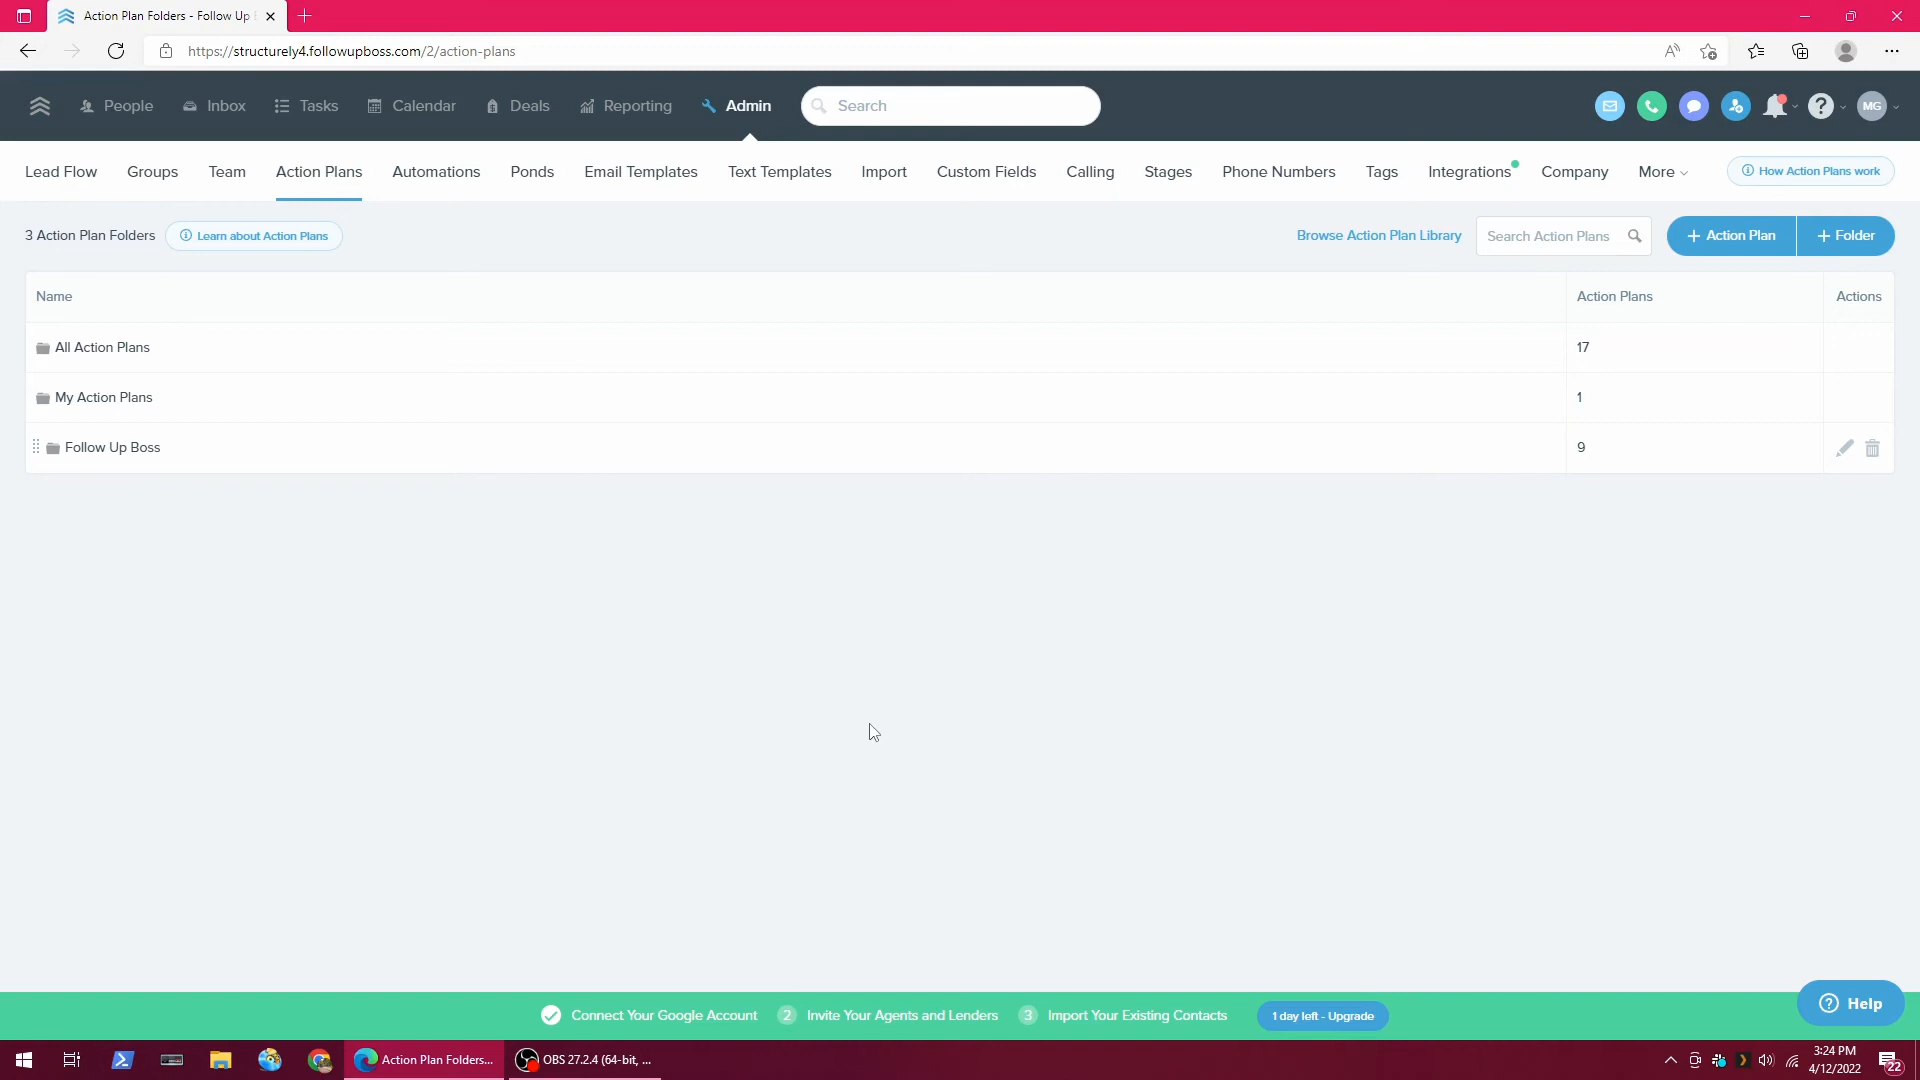 Action Plan Folders - Follow Up
https://structurely4.followupboss.com/2/action-plans
People Inbox Tasks Calendar Deals Reporting Admin Search MG
Lead Flow Groups Team Action Plans Automations Ponds Email Templates Text Templates Import Custom Fields Calling Stages Phone Numbers Tags Integrations Company More How Action Plans work
3 Action Plan Folders Learn about Action Plans Browse Action Plan Library Search Action Plans + Action Plan + Folder
Name Action Plans Actions
All Action Plans 17
My Action Plans 1
Follow Up Boss 9
Help
Connect Your Google Account 2 Invite Your Agents and Lenders 3 Import Your Existing Contacts 1 day left - Upgrade
Action Plan Folders... OBS 27.2.4 (64-bit, ... 3:24 PM
4/12/2022 22